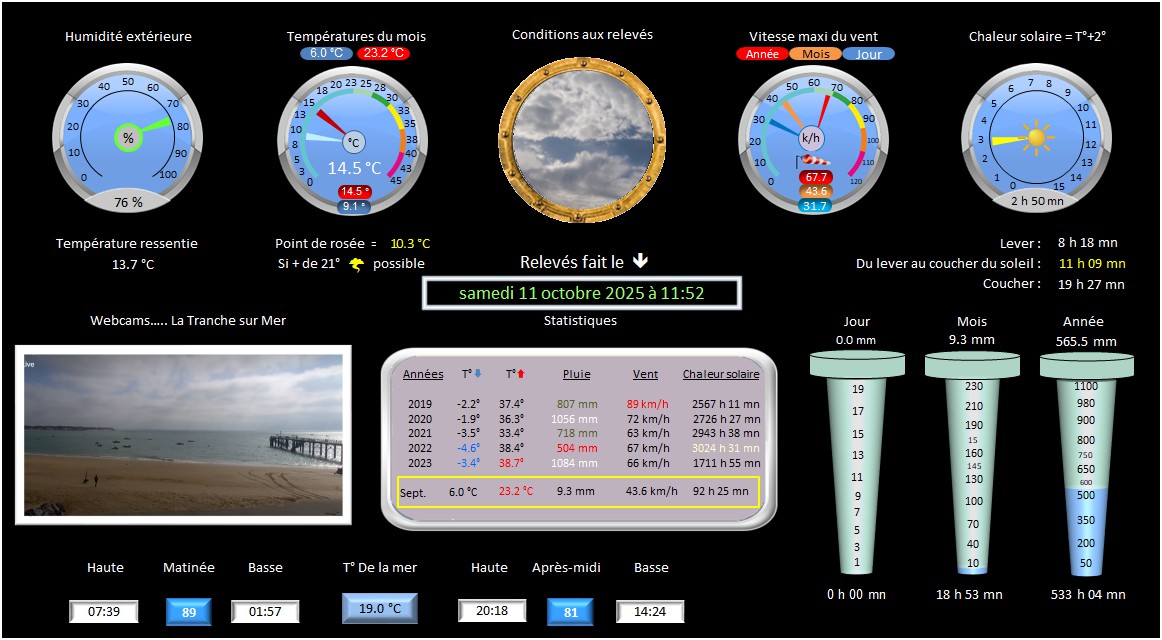 Humidité extérieure
Températures du mois
Conditions aux relevés
Vitesse maxi du vent
Chaleur solaire = T°+2°
6.0 °C 23.2 °C
Année Mois Jour
0 10 20 30 40 50 60 70 80 90 100
%
76 %
0 3 5 8 10 13 15 18 20 23 25 28 30 33 35 38 40 43 45
°C
14.5 °C
14.5 °
9.1 °
0 10 20 30 40 50 60 70 80 90 100 110 120
k/h
67.7
43.6
31.7
0 1 2 3 4 5 6 7 8 9 10 11 12 13 14 15
2 h 50 mn
Température ressentie
13.7 °C
Point de rosée = 10.3 °C
Si + de 21° possible
Relevés fait le
samedi 11 octobre 2025 à 11:52
Lever : 8 h 18 mn
Du lever au coucher du soleil : 11 h 09 mn
Coucher : 19 h 27 mn
Webcams..... La Tranche sur Mer
ive
Statistiques
Années T° T° Pluie Vent Chaleur solaire
2019 -2.2° 37.4° 807 mm 89 km/h 2567 h 11 mn
2020 -1.9° 36.3° 1056 mm 72 km/h 2726 h 27 mn
2021 -3.5° 33.4° 718 mm 63 km/h 2943 h 38 mn
2022 -4.6° 38.4° 504 mm 67 km/h 3024 h 31 mn
2023 -3.4° 38.7° 1084 mm 66 km/h 1711 h 55 mn
Sept. 6.0 °C 23.2 °C 9.3 mm 43.6 km/h 92 h 25 mn
Jour
0.0 mm
19
17
15
13
11
9
7
5
3
1
0 h 00 mn
Mois
9.3 mm
230
210
190
15
160
145
130
100
70
40
10
18 h 53 mn
Année
565.5 mm
1100
980
900
800
750
650
600
500
350
200
50
533 h 04 mn
Haute Matinée Basse T° De la mer Haute Après-midi Basse
07:39 89 01:57 19.0 °C 20:18 81 14:24